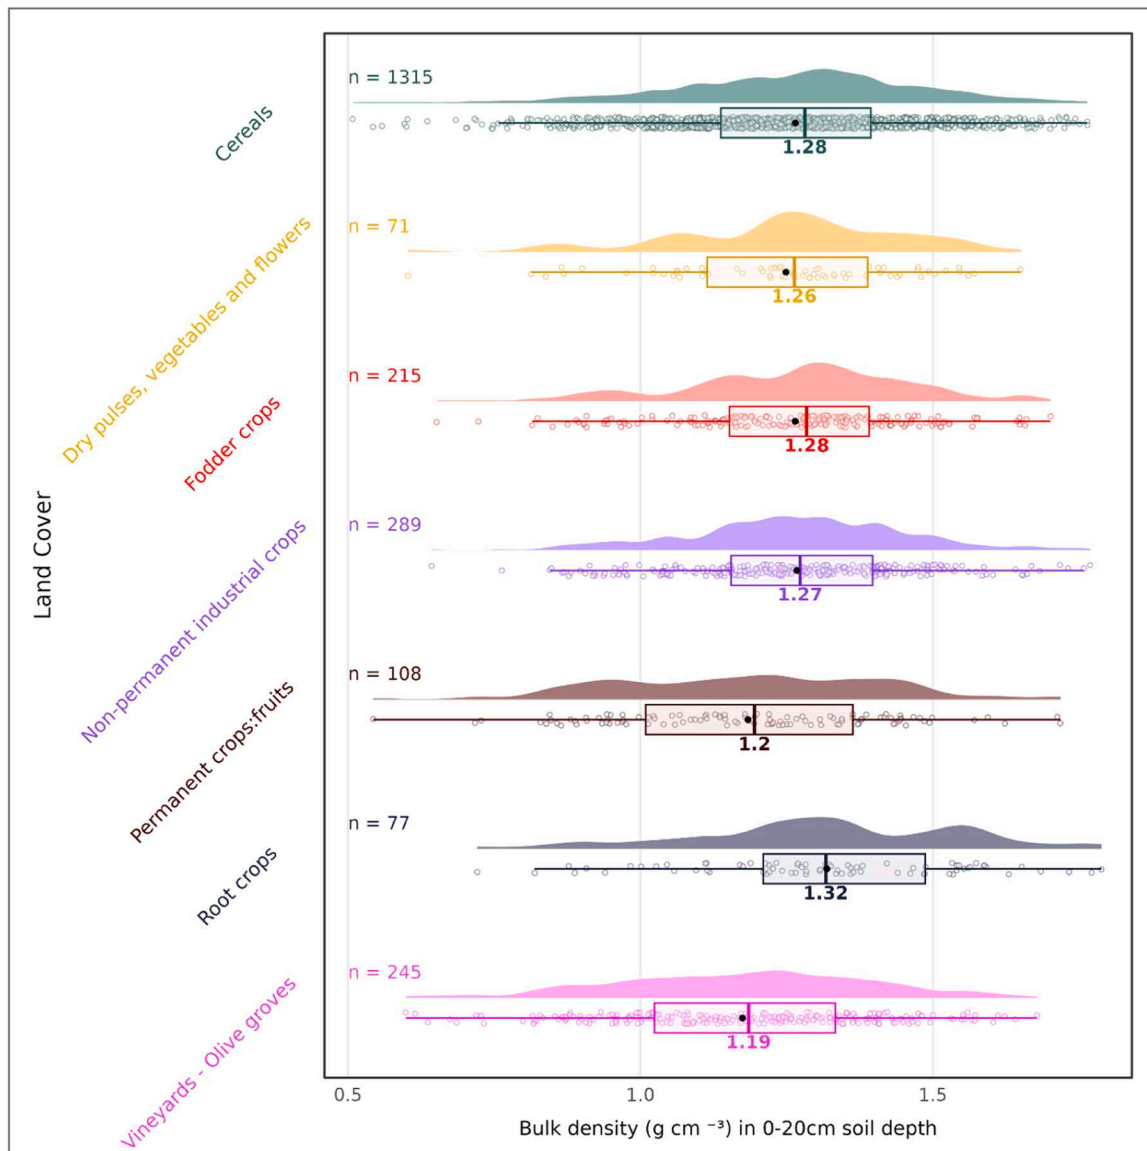 n = 1315
Cereals
1.28
n = 71
Dry pulses, vegetables and flowers
1.26
n = 215
Fodder crops
1.28
Land Cover
n = 289
Non-permanent industrial crops
1.27
n = 108
Permanent crops:fruits
1.2
n = 77
Root crops
1.32
n = 245
Vineyards - Olive groves
1.19
0.5 1.0 1.5
Bulk density (g cm ⁻³) in 0-20cm soil depth